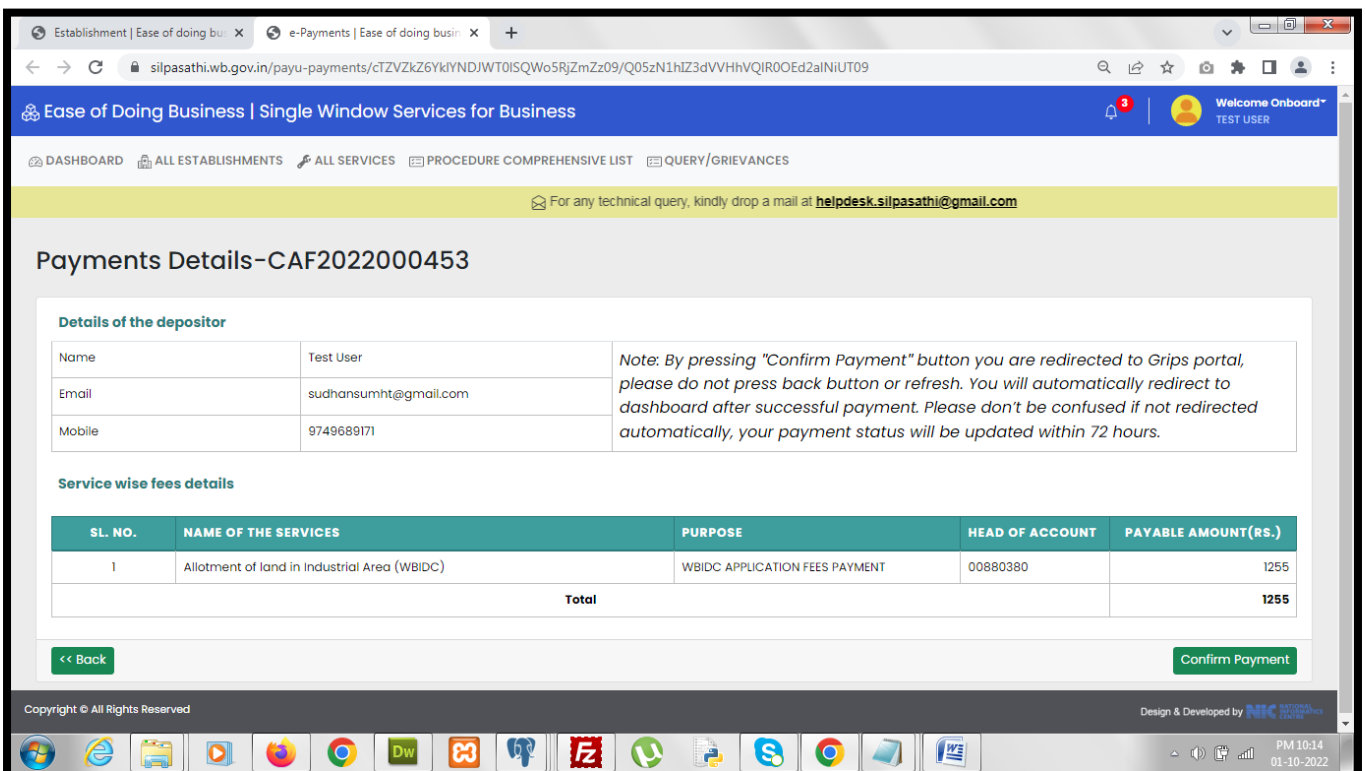 Establishment | Ease of doing bu
e-Payments | Ease of doing busin
silpasathi.wb.gov.in/payu-payments/cTZVZkZ6YklYNDJWT0lSQWo5RjZmZz09/Q05zN1hIZ3dVVHhVQlR0OEd2alNiUT09
Ease of Doing Business | Single Window Services for Business
3
Welcome Onboard
TEST USER
DASHBOARD ALL ESTABLISHMENTS ALL SERVICES PROCEDURE COMPREHENSIVE LIST QUERY/GRIEVANCES
For any technical query, kindly drop a mail at helpdesk.silpasathi@gmail.com
Payments Details-CAF2022000453
Details of the depositor
Name Test User
Email sudhansumht@gmail.com
Mobile 9749689171
Note: By pressing "Confirm Payment" button you are redirected to Grips portal,
please do not press back button or refresh. You will automatically redirect to
dashboard after successful payment. Please don't be confused if not redirected
automatically, your payment status will be updated within 72 hours.
Service wise fees details
SL. NO. NAME OF THE SERVICES PURPOSE HEAD OF ACCOUNT PAYABLE AMOUNT(RS.)
1 Allotment of land in Industrial Area (WBIDC) WBIDC APPLICATION FEES PAYMENT 00880380 1255
Total 1255
<< Back
Confirm Payment
Copyright © All Rights Reserved
Design & Developed by NIC NATIONAL
INFORMATICS
CENTRE
Dw
PM 10:14
01-10-2022